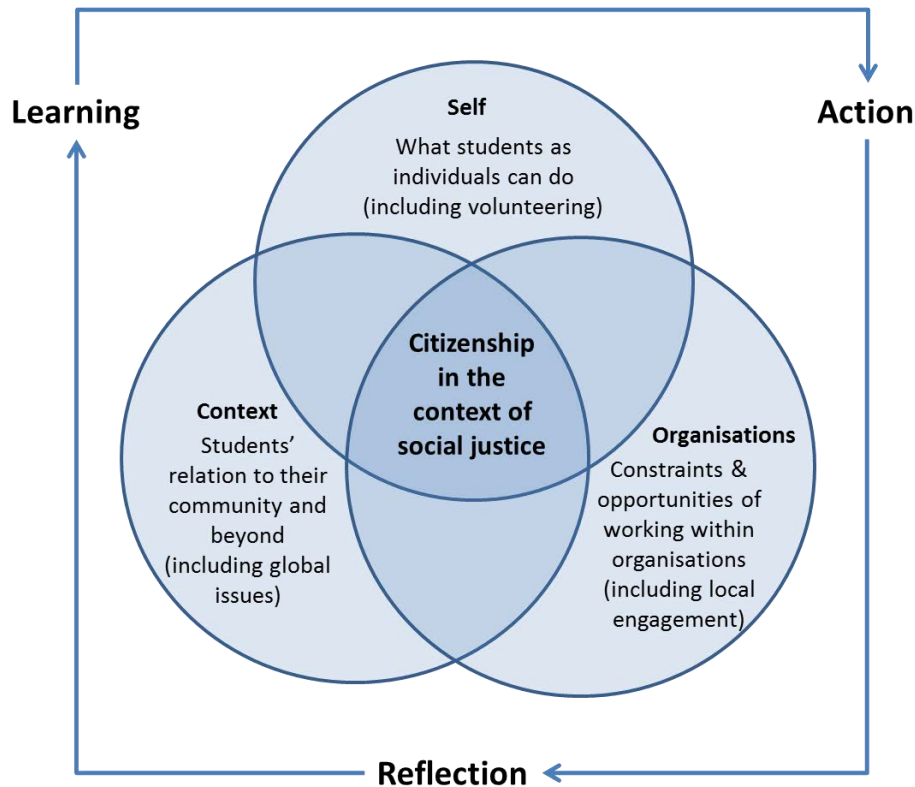 Learning
Action
Self
What students as
individuals can do
(including volunteering)
Citizenship
in the
context of
social justice
Context
Students’
relation to their
community and
beyond
(including global
issues)
Organisations
Constraints &
opportunities of
working within
organisations
(including local
engagement)
Reflection